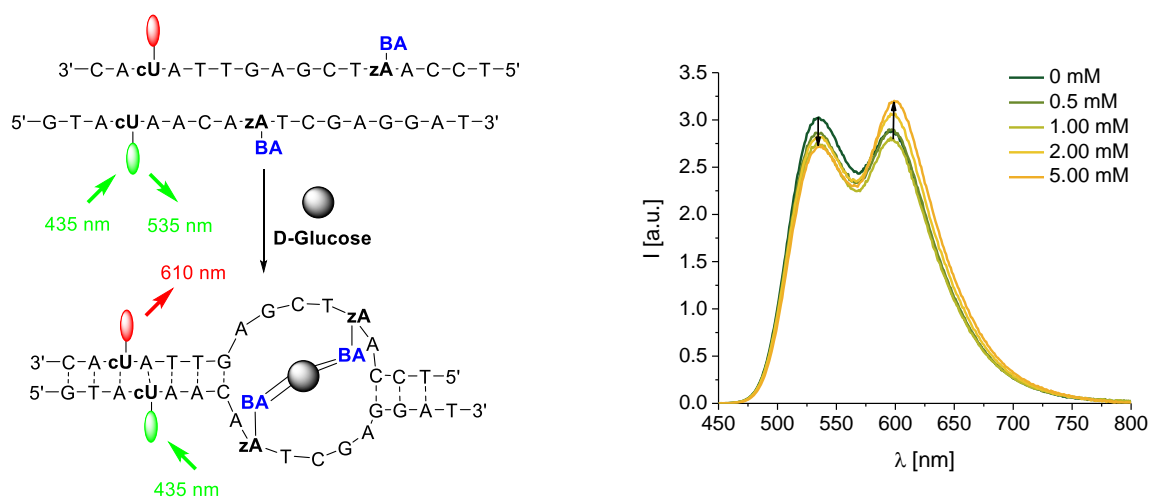 BA
3'-C-A-cU-A-T-T-G-A-G-C-T-zA-A-C-C-T-5'
5'-G-T-A-cU-A-A-C-A-zA-T-C-G-A-G-G-A-T-3'
BA
435 nm
535 nm
D-Glucose
610 nm
A-G-C-T-zA
3'-C-A-cU-A-T-T-G
A-C-C-T-5'
BA
5'-G-T-A-cU-A-A-C
BA
A-zA-T-C-G-A
G-G-A-T-3'
435 nm
3.5
3.0
2.5
2.0
1.5
1.0
0.5
0.0
I [a.u.]
0 mM
0.5 mM
1.00 mM
2.00 mM
5.00 mM
450 500 550 600 650 700 750 800
λ [nm]